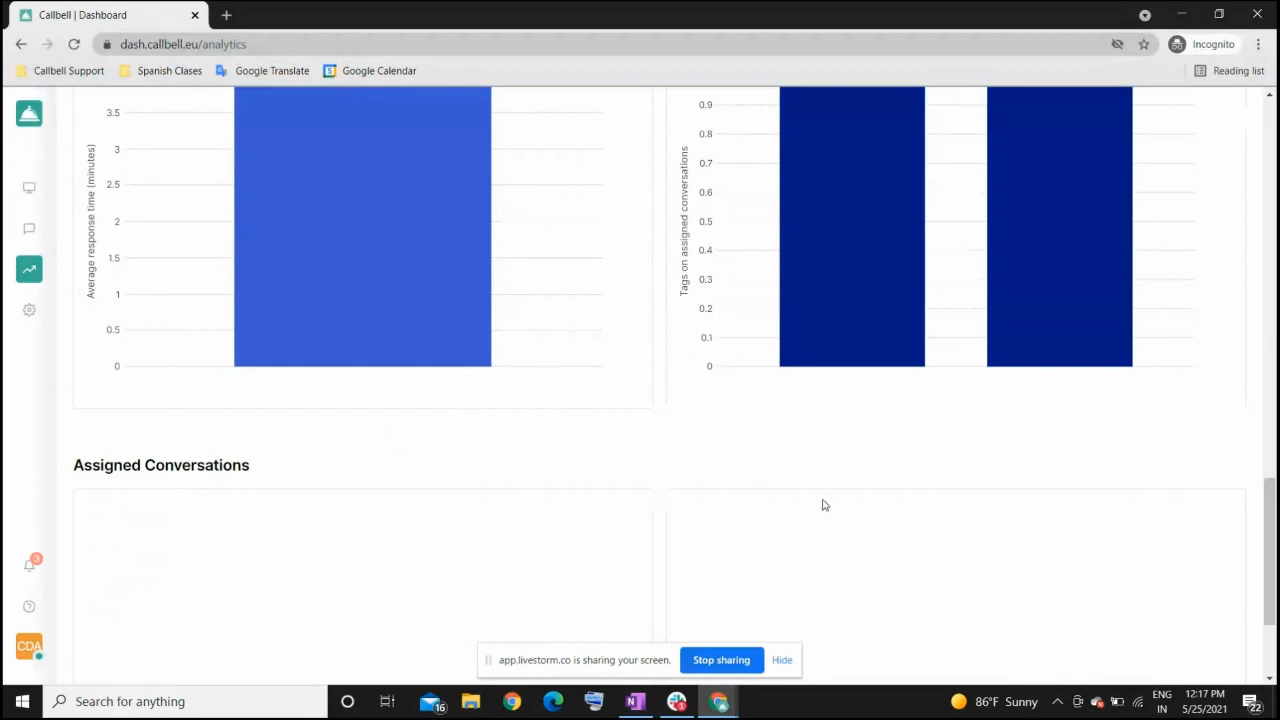 Callbell | Dashboard
dash.callbell.eu/analytics
Incognito
Callbell Support
Spanish Clases
Google Translate
Google Calendar
Reading list
3.5
3
2.5
2
1.5
1
0.5
0
Average response time (minutes)
0.9
0.8
0.7
0.6
0.5
0.4
0.3
0.2
0.1
0
Tags on assigned conversations
Assigned Conversations
3
CDA
app.livestorm.co is sharing your screen.
Stop sharing
Hide
Search for anything
16
1
86°F Sunny
ENG
IN
12:17 PM
5/25/2021
22